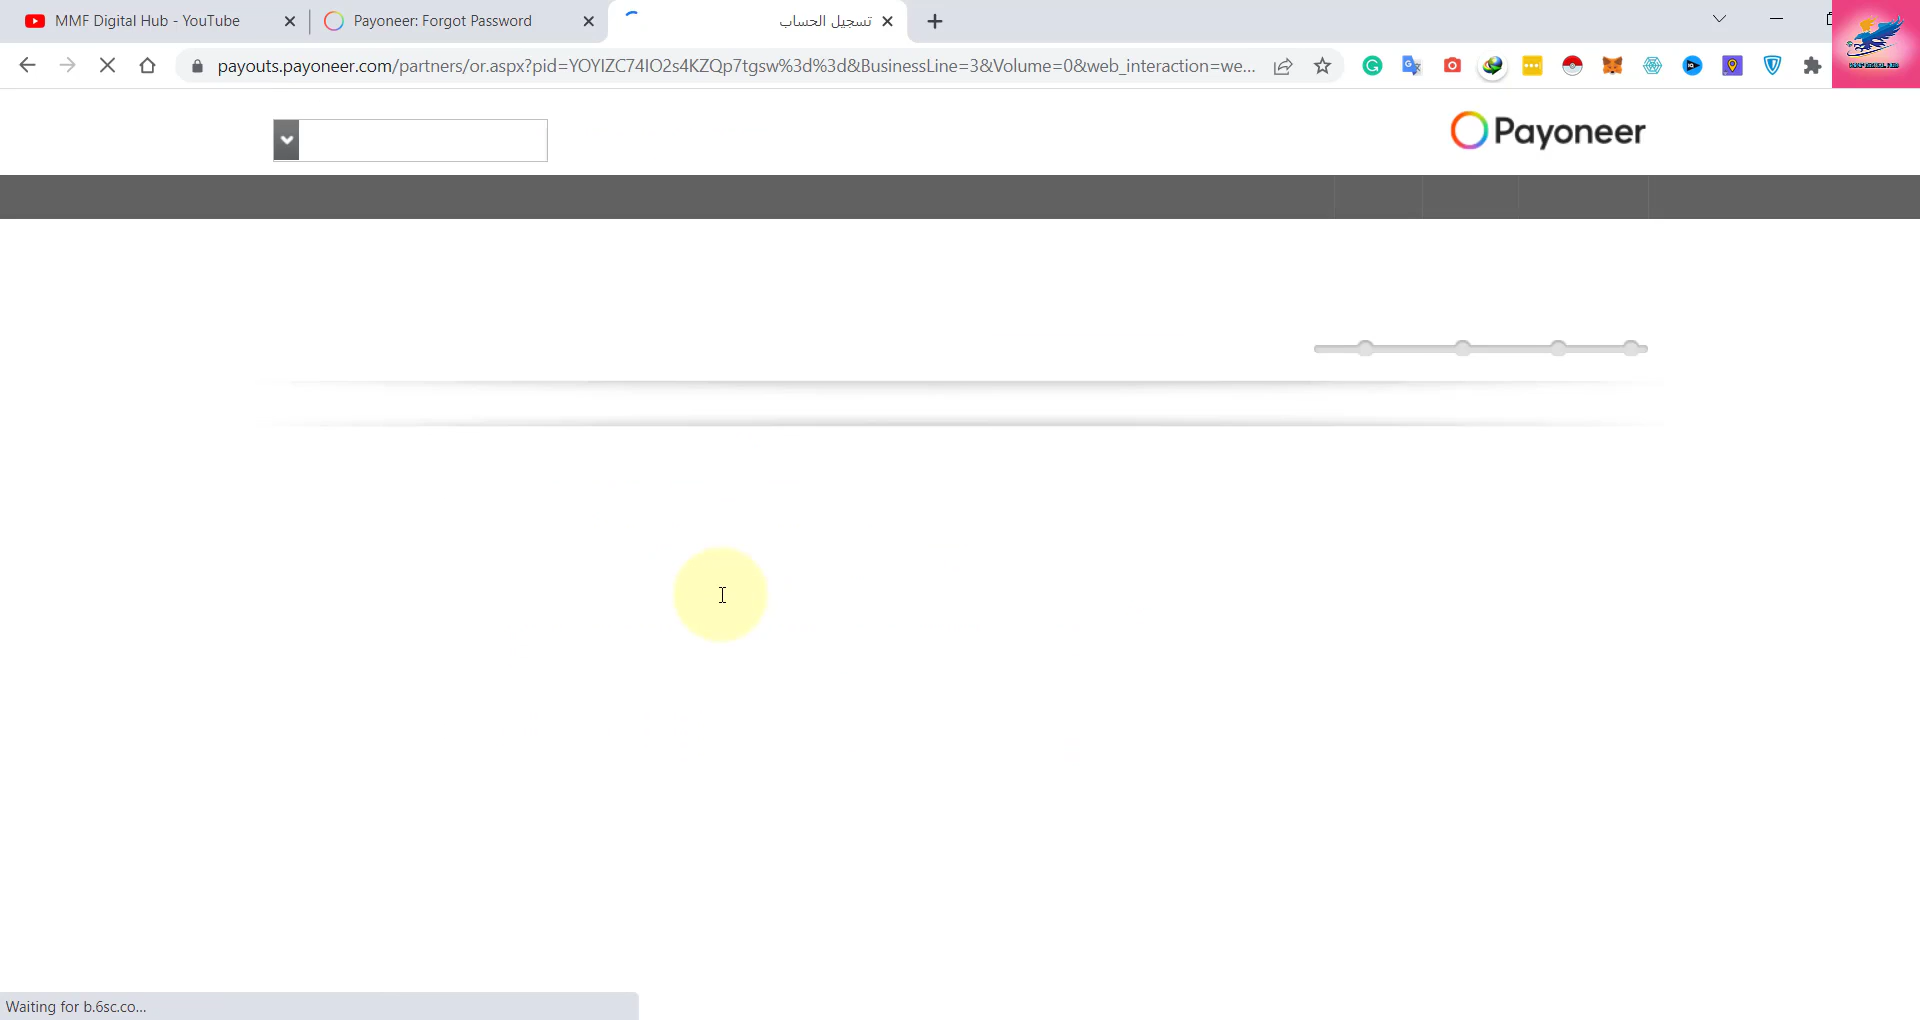 MMF Digital Hub - YouTube
Payoneer: Forgot Password
تسجيل الحساب
payouts.payoneer.com/partners/or.aspx?pid=YOYIZC74IO2s4KZQp7tgsw%3d%3d&BusinessLine=3&Volume=0&web_interaction=we...
Payoneer
Waiting for b.6sc.co...